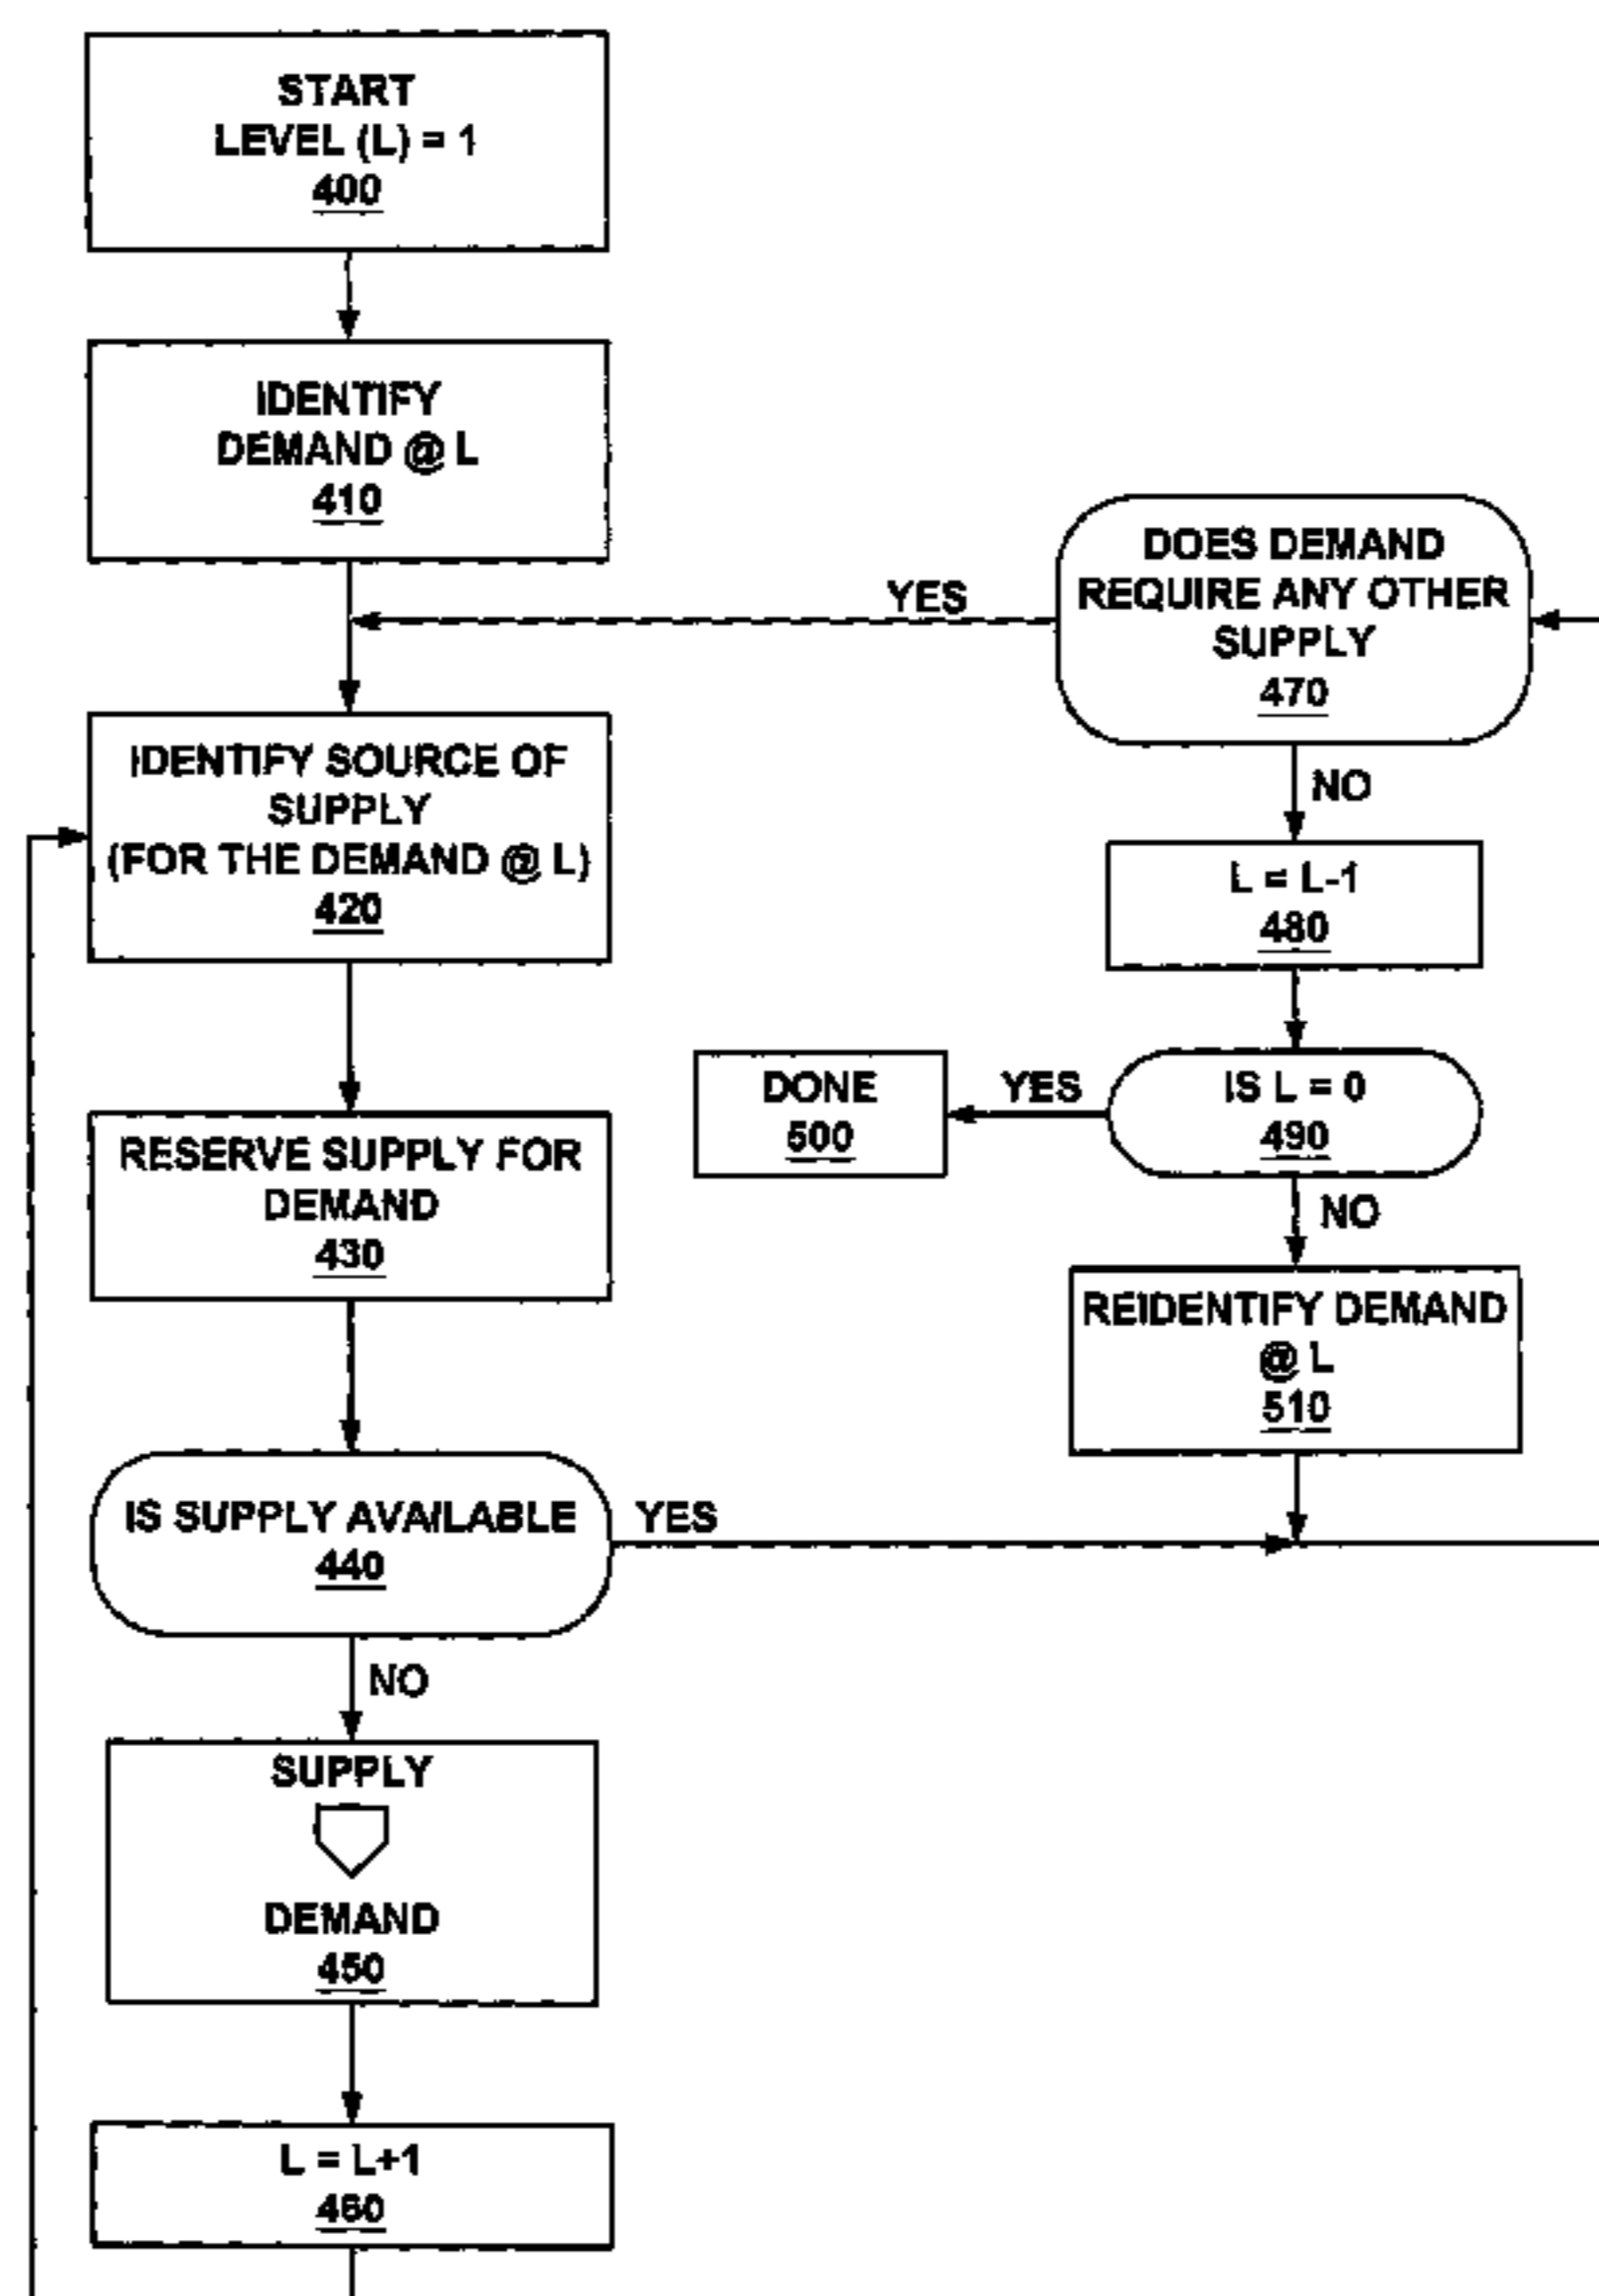 START
LEVEL (L) = 1
400
IDENTIFY
DEMAND @ L
410
IDENTIFY SOURCE OF
SUPPLY
(FOR THE DEMAND @ L)
420
RESERVE SUPPLY FOR
DEMAND
430
IS SUPPLY AVAILABLE
440
YES
NO
SUPPLY
DEMAND
450
L = L+1
460
DOES DEMAND
REQUIRE ANY OTHER
SUPPLY
470
YES
NO
L = L-1
480
IS L = 0
490
YES
DONE
500
NO
REIDENTIFY DEMAND
@ L
510